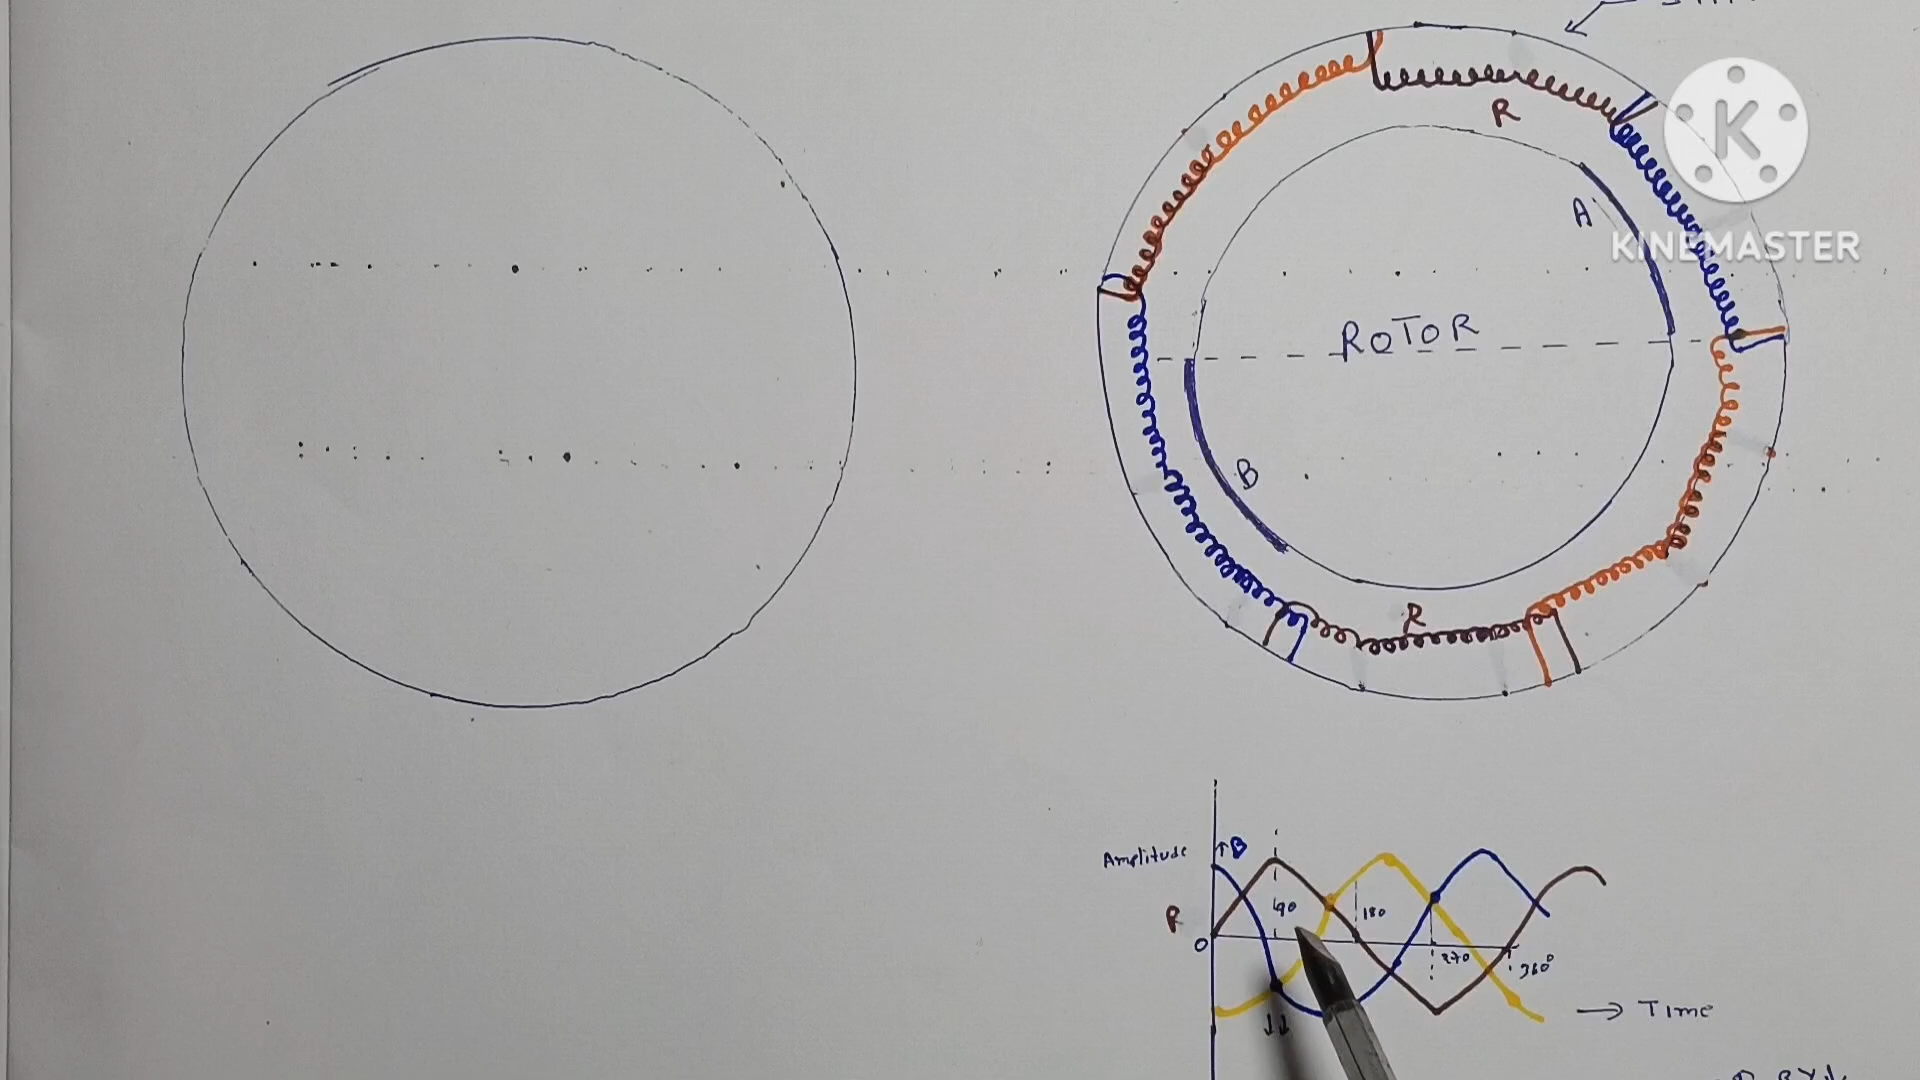 R
K
A
KINEMASTER
ROTOR
B
R
Amplitude ↑B
R
90
180
0
270
360°
→ Time